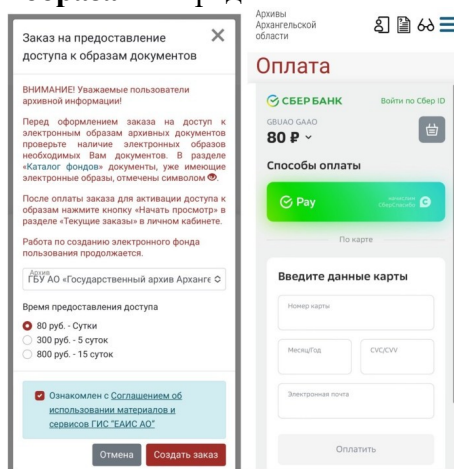 Заказ на предоставление
доступа к образам документов
ВНИМАНИЕ! Уважаемые пользователи
архивной информации!
Перед оформлением заказа на доступ к
электронным образам архивных документов
проверьте наличие электронных образов
необходимых Вам документов. В разделе
«Каталог фондов» документы, уже имеющие
электронные образы, отмечены символом
После оплаты заказа для активации доступа к
образам нажмите кнопку «Начать просмотр» в
разделе «Текущие заказы» в личном кабинете.
Работа по созданию электронного фонда
пользования продолжается.
Архив
ГБУ АО «Государственный архив Арханге
Время предоставления доступа
80 руб. - Сутки
300 руб. - 5 суток
800 руб. - 15 суток
Ознакомлен с Соглашением об
использовании материалов и
сервисов ГИС "ЕАИС АО"
Отмена Создать заказ
Архивы
Архангельской
области
Оплата
СБЕР БАНК Войти по Сбер ID
GBUAO GAAO
80 ₽
Способы оплаты
Pay
По карте
Введите данные карты
Номер карты
Месяц/Год CVC/CVV
Электронная почта
Оплатить